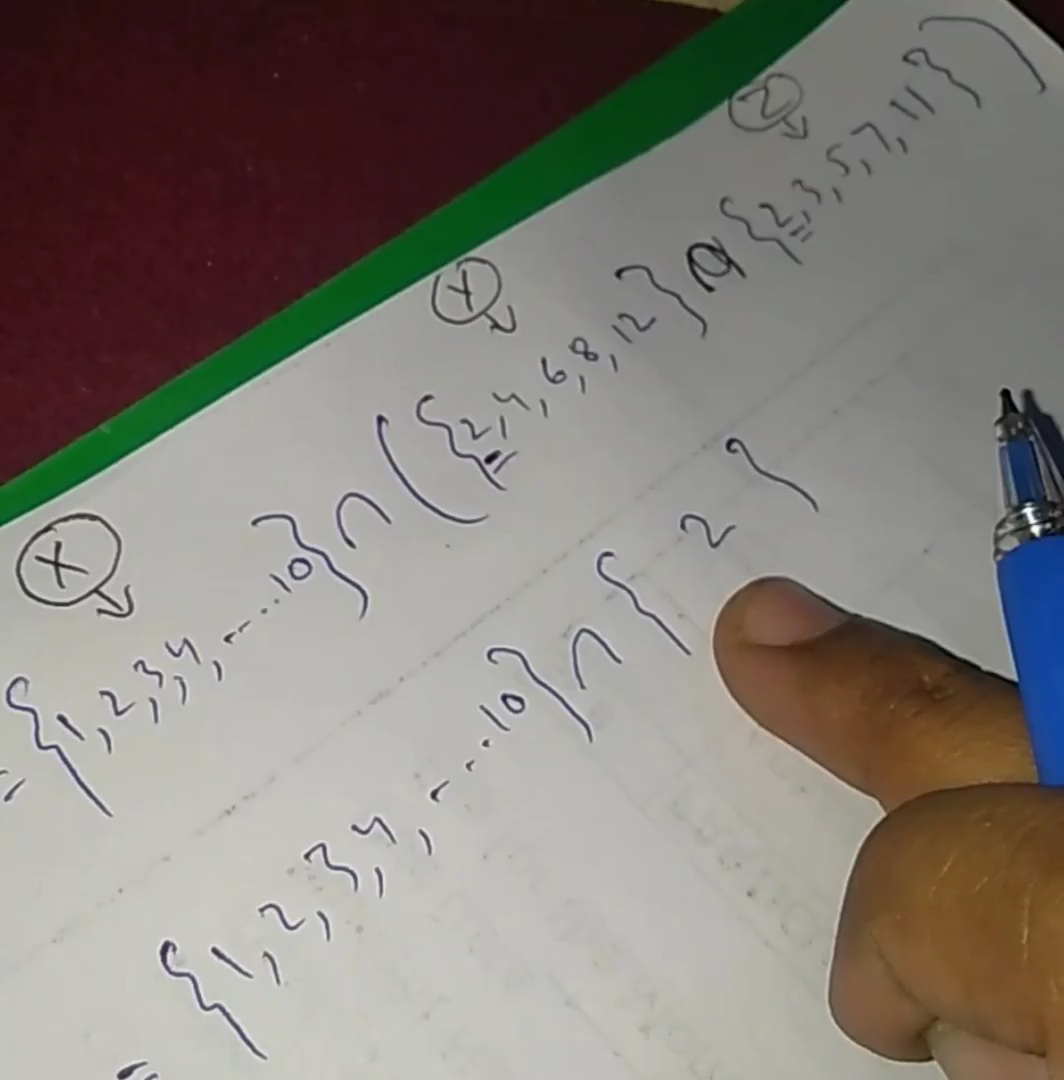 X Y Z
= {1, 2, 3, 4, ....10} ∩ ({2, 4, 6, 8, 12} ∩ {2, 3, 5, 7, 11})
= {1, 2, 3, 4, ....10} ∩ { 2 }